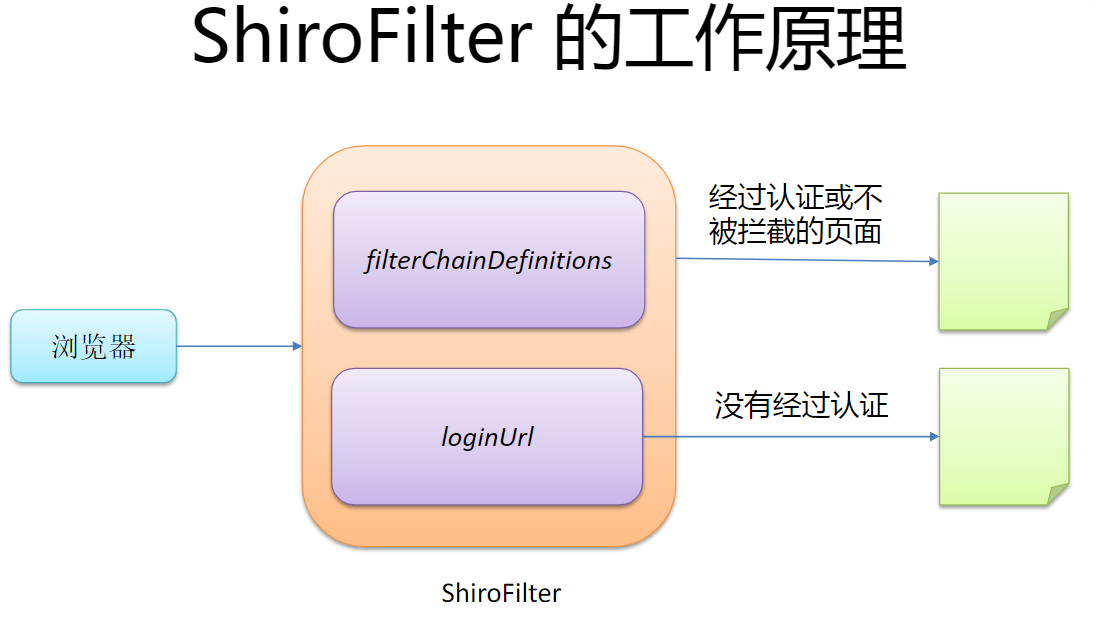 ShiroFilter 的工作原理
经过认证或不
被拦截的页面
filterChainDefinitions
浏览器
没有经过认证
loginUrl
ShiroFilter